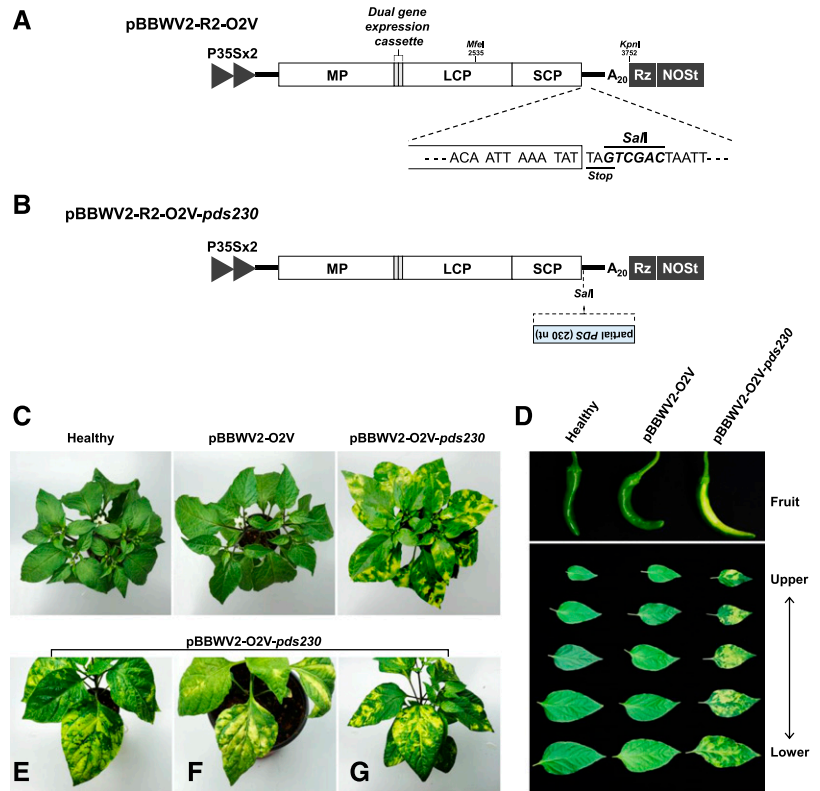 A
pBBWV2-R2-O2V
Dual gene
expression
cassette
P35Sx2
MfeI
2535
KpnI
3752
MP
LCP
SCP
A20
Rz
NOSt
SalI
--- ACA ATT AAA TAT TAGTCGACTAATT---
Stop
B
pBBWV2-R2-O2V-pds230
P35Sx2
MP
LCP
SCP
A20
Rz
NOSt
SalI
partial PDS (230 nt)
C
Healthy
pBBWV2-O2V
pBBWV2-O2V-pds230
D
Healthy
pBBWV2-O2V
pBBWV2-O2V-pds230
Fruit
Upper
Lower
pBBWV2-O2V-pds230
E
F
G